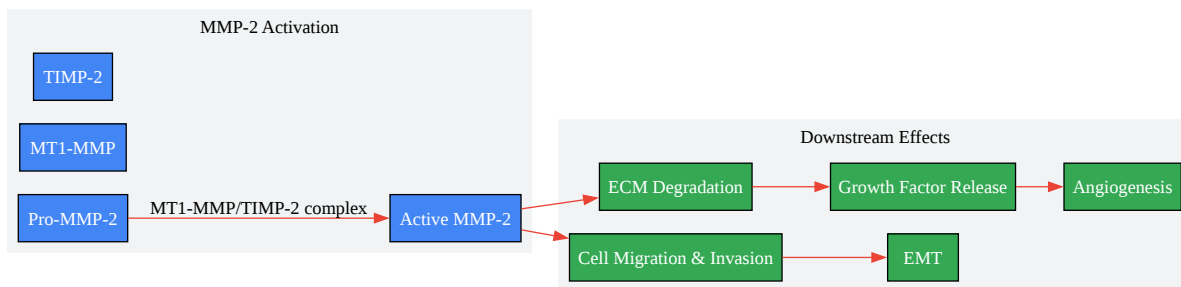 MMP-2 Activation
TIMP-2
MT1-MMP
Pro-MMP-2
MT1-MMP/TIMP-2 complex
Active MMP-2
Downstream Effects
ECM Degradation
Growth Factor Release
Angiogenesis
Cell Migration & Invasion
EMT